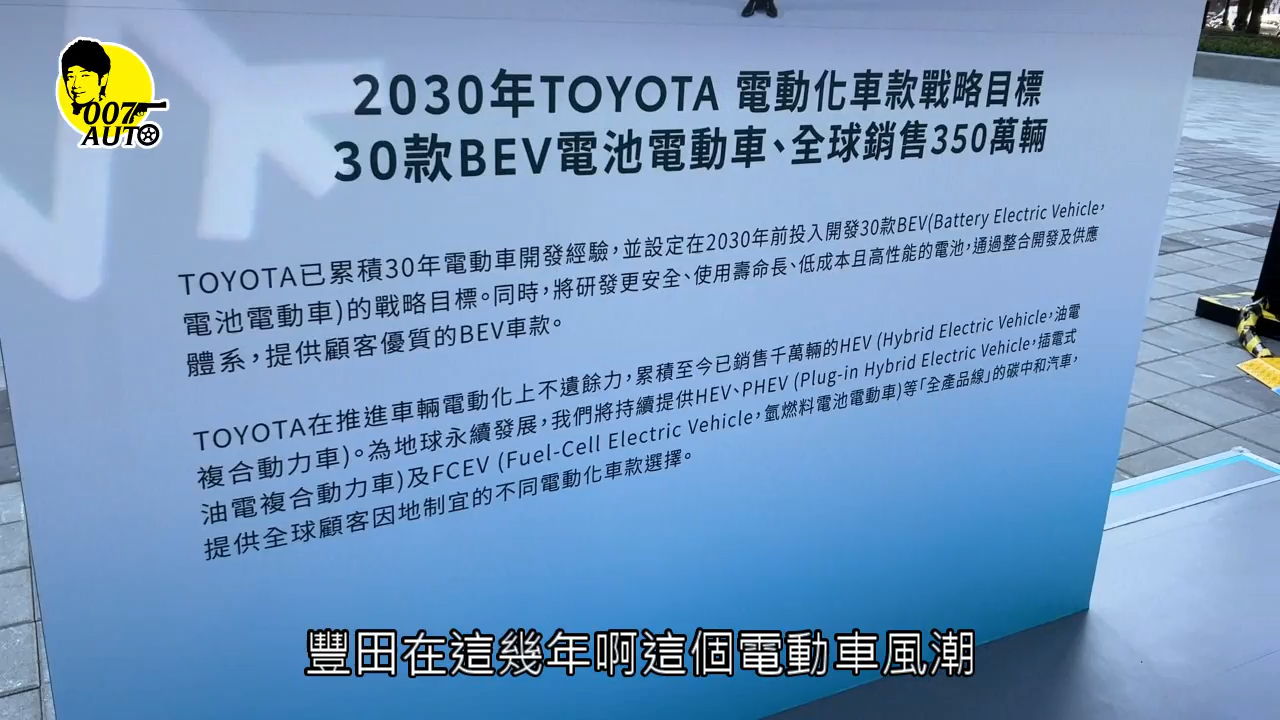 007
AUTO
2030年TOYOTA 電動化車款戰略目標
30款BEV電池電動車、全球銷售350萬輛
TOYOTA已累積30年電動車開發經驗,並設定在2030年前投入開發30款BEV(Battery Electric Vehicle,
電池電動車)的戰略目標。同時,將研發更安全、使用壽命長、低成本且高性能的電池,通過整合開發及供應
體系,提供顧客優質的BEV車款。
TOYOTA在推進車輛電動化上不遺餘力,累積至今已銷售千萬輛的HEV (Hybrid Electric Vehicle,油電
複合動力車)。為地球永續發展,我們將持續提供HEV、PHEV (Plug-in Hybrid Electric Vehicle,插電式
油電複合動力車)及FCEV (Fuel-Cell Electric Vehicle,氫燃料電池電動車)等「全產品線」的碳中和汽車,
提供全球顧客因地制宜的不同電動化車款選擇。
豐田在這幾年啊這個電動車風潮